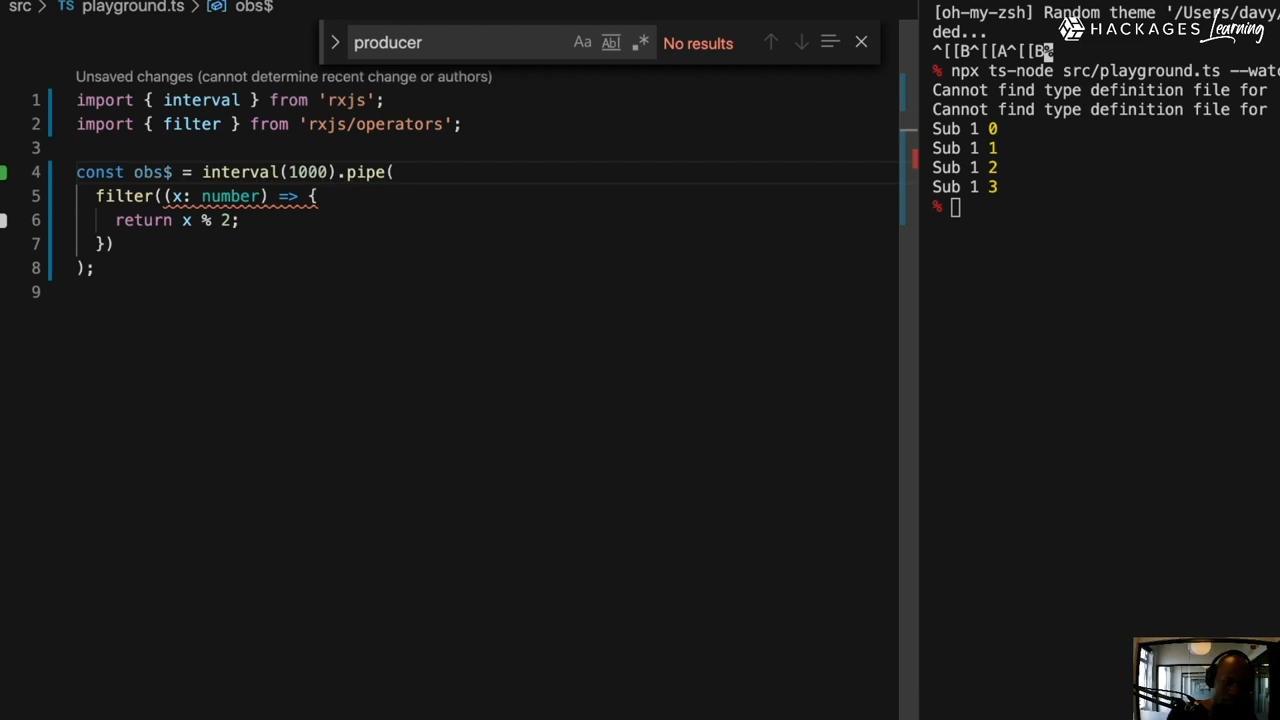 src > TS playground.ts > obs$
producer
Aa Abl .* No results
Unsaved changes (cannot determine recent change or authors)
1 import { interval } from 'rxjs';
2 import { filter } from 'rxjs/operators';
3
4 const obs$ = interval(1000).pipe(
5 filter((x: number) => {
6 return x % 2;
7 })
8 );
9
[oh-my-zsh] Random theme '/Users/davy/
ded...
HACKAGES Learning
^[[B^[[A^[[B%
% npx ts-node src/playground.ts --watc
Cannot find type definition file for
Cannot find type definition file for
Sub 1 0
Sub 1 1
Sub 1 2
Sub 1 3
%